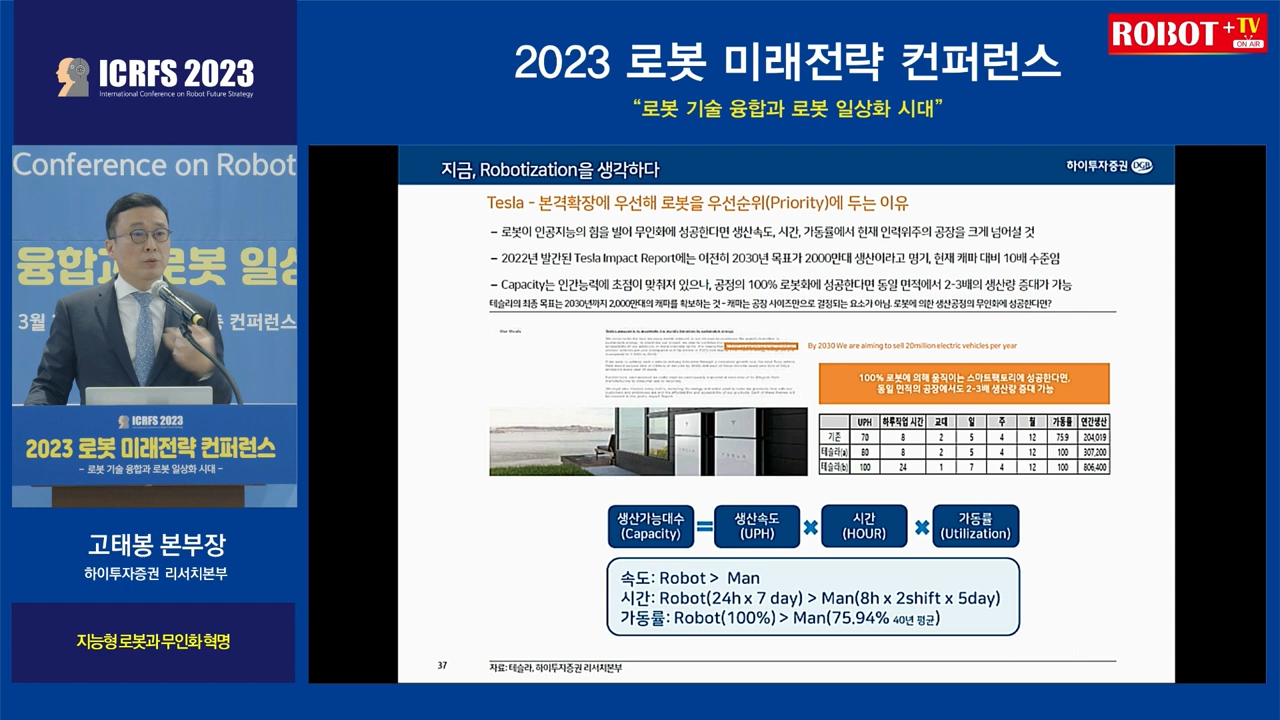 ICRFS 2023
International Conference on Robot Future Strategy
2023 로봇 미래전략 컨퍼런스
“로봇 기술 융합과 로봇 일상화 시대”
ROBOT+TV
ON AIR
Conference on Robot
융합과 로봇 일상
3월
컨퍼런스
ICRFS 2023
2023 로봇 미래전략 컨퍼런스
- 로봇 기술 융합과 로봇 일상화 시대 -
고태봉 본부장
하이투자증권 리서치본부
지능형 로봇과 무인화 혁명
지금, Robotization을 생각하다
하이투자증권 DGB
Tesla - 본격확장에 우선해 로봇을 우선순위(Priority)에 두는 이유
– 로봇이 인공지능의 힘을 빌어 무인화에 성공한다면 생산속도, 시간, 가동률에서 현재 인력위주의 공장을 크게 넘어설 것
– 2022년 발간된 Tesla Impact Report에는 여전히 2030년 목표가 2000만대 생산이라고 명기, 현재 캐파 대비 10배 수준임
– Capacity는 인간능력에 초점이 맞춰져 있으나, 공정의 100% 로봇화에 성공한다면 동일 면적에서 2-3배의 생산량 증대가 가능
테슬라의 최종 목표는 2030년까지 2,000만대의 캐파를 확보하는 것 - 캐파는 공장 사이즈만으로 결정되는 요소가 아님. 로봇에 의한 생산공정의 무인화에 성공한다면?
By 2030 We are aiming to sell 20million electric vehicles per year
100% 로봇에 의해 움직이는 스마트팩토리에 성공한다면,
동일 면적의 공장에서도 2-3배 생산량 증대 가능
UPH 하루작업 시간 교대 일 주 월 가동률 연간생산
기존 70 8 2 5 4 12 75.9 204,019
테슬라(a) 80 8 2 5 4 12 100 307,200
테슬라(b) 100 24 1 7 4 12 100 806,400
생산가능대수 (Capacity) = 생산속도 (UPH) × 시간 (HOUR) × 가동률 (Utilization)
속도: Robot > Man
시간: Robot(24h x 7 day) > Man(8h x 2shift x 5day)
가동률: Robot(100%) > Man(75.94% 40년 평균)
37
자료: 테슬라, 하이투자증권 리서치본부